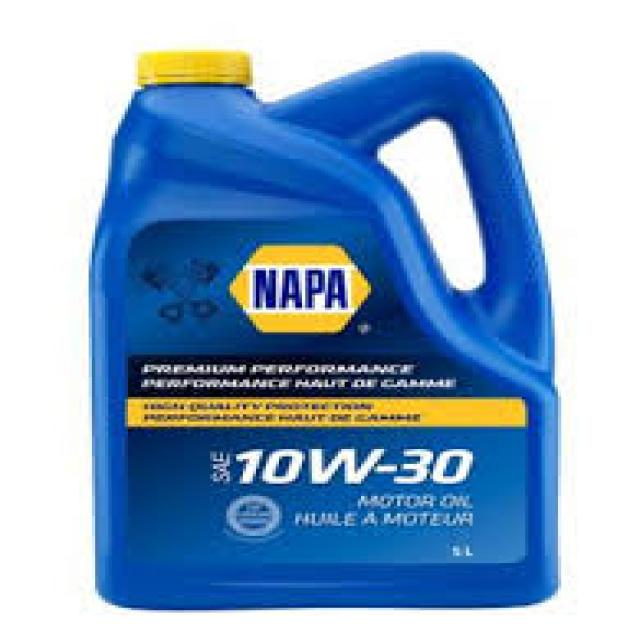 NAPA
®
PREMIUM PERFORMANCE
PERFORMANCE HAUT DE GAMME
HIGH QUALITY PROTECTION
PERFORMANCE HAUT DE GAMME
SAE 10W-30
MOTOR OIL
HUILE À MOTEUR
5 L